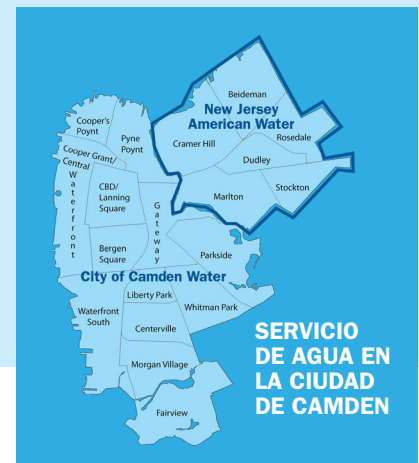 Beideman
New Jersey
American Water
Rosedale
Cramer Hill
Dudley
Marlton
Stockton
Cooper's
Poynt
Pyne
Poynt
Cooper Grant/
Central
Waterfront
CBD/
Lanning
Square
Gateway
Bergen
Square
Parkside
City of Camden Water
Liberty Park
Waterfront
South
Whitman Park
Centerville
Morgan Village
Fairview
SERVICIO
DE AGUA EN
LA CIUDAD
DE CAMDEN